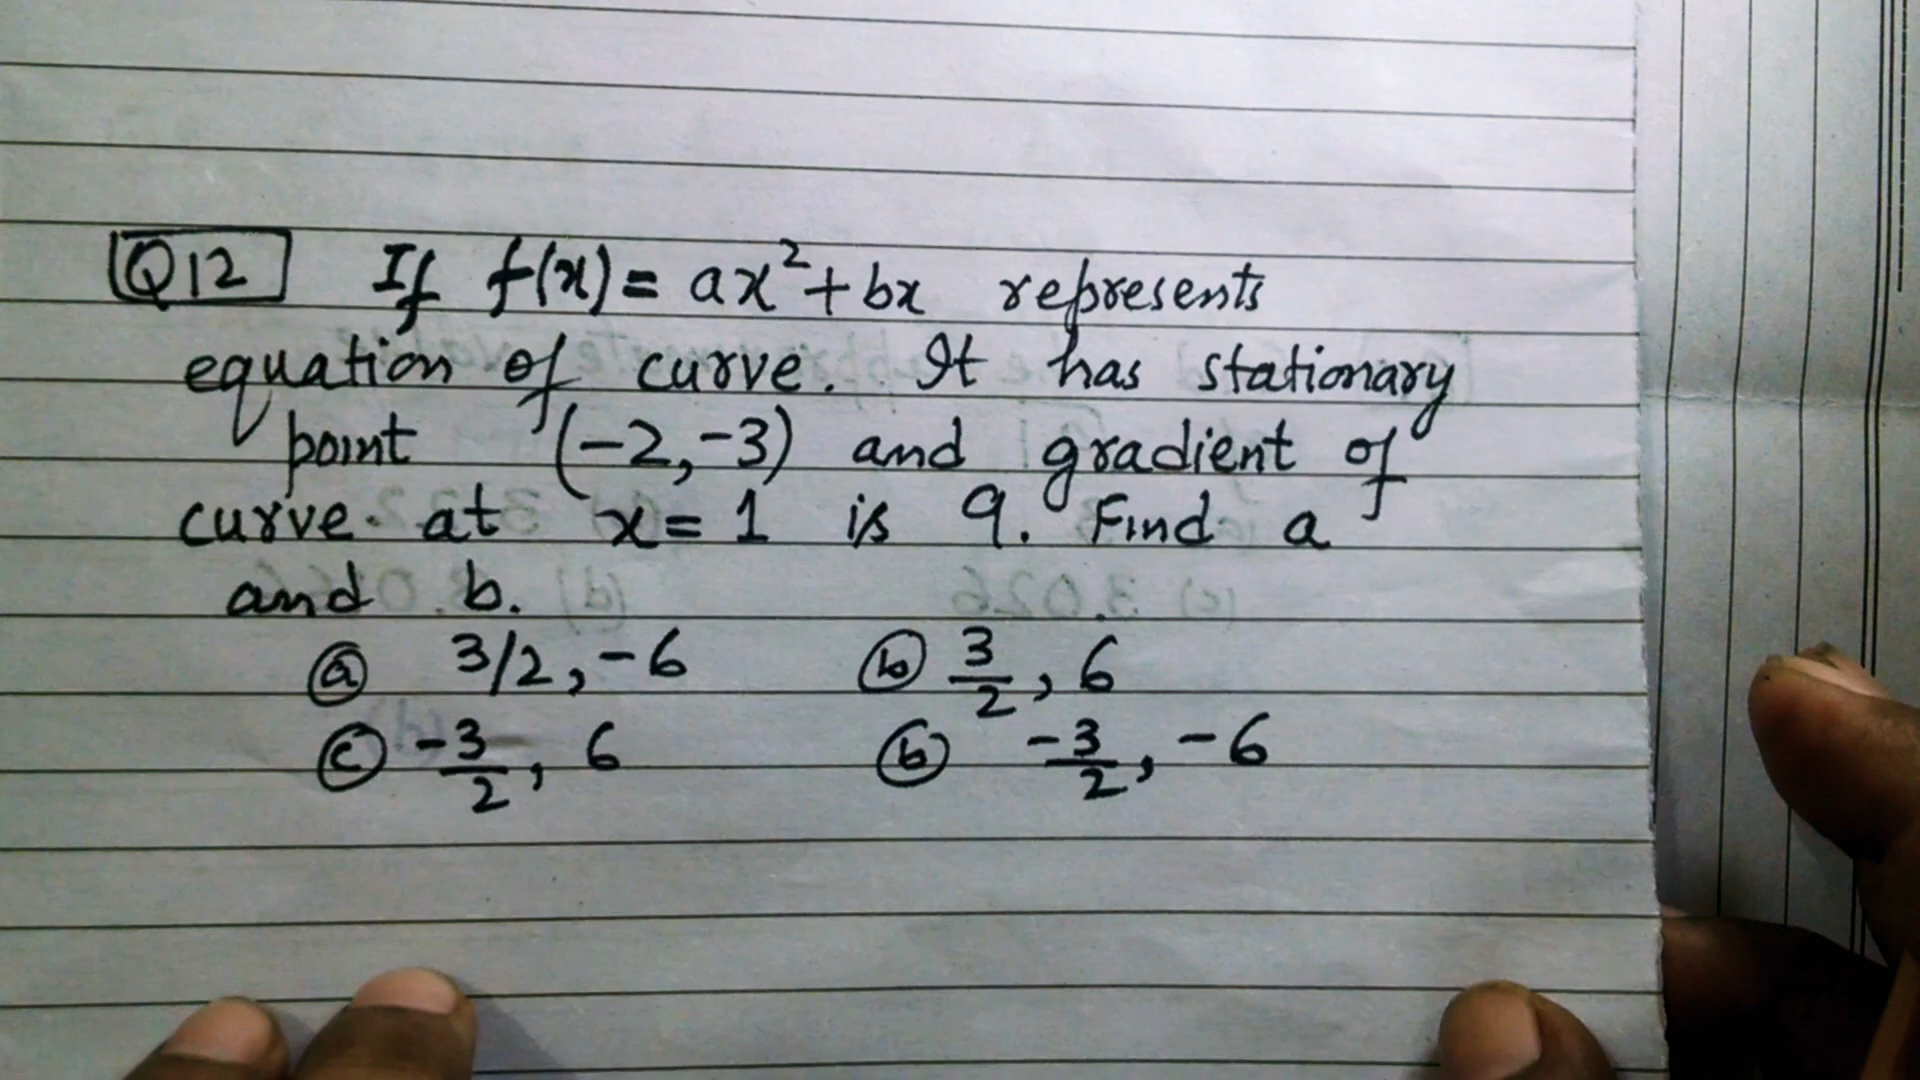 Q12 If f(x) = ax²+bx represents
equation of curve. It has stationary
point (-2,-3) and gradient of
curve. at x = 1 is 9. Find a
and b.
ⓐ 3/2, -6 ⓑ 3/2, 6
ⓒ -3/2, 6 ⓑ -3/2, -6